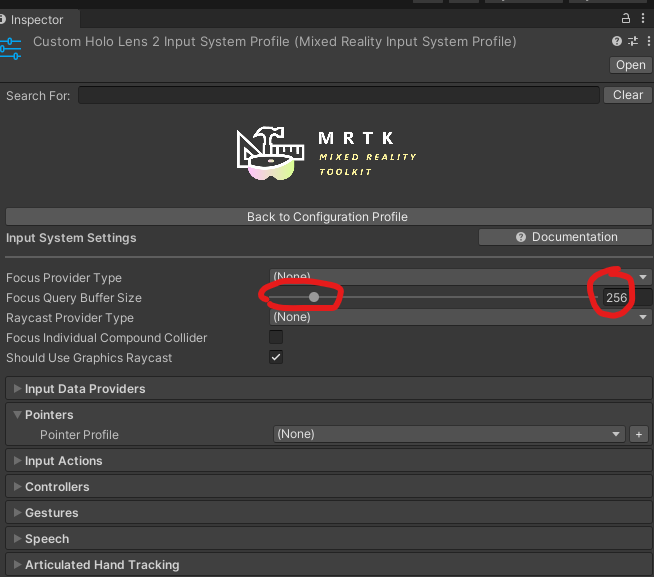 Inspector
Custom Holo Lens 2 Input System Profile (Mixed Reality Input System Profile)
Open
Search For:
Clear
MRTK
MIXED REALITY
TOOLKIT
Back to Configuration Profile
Input System Settings
Documentation
Focus Provider Type (None)
Focus Query Buffer Size 256
Raycast Provider Type (None)
Focus Individual Compound Collider
Should Use Graphics Raycast
Input Data Providers
Pointers
Pointer Profile (None) +
Input Actions
Controllers
Gestures
Speech
Articulated Hand Tracking